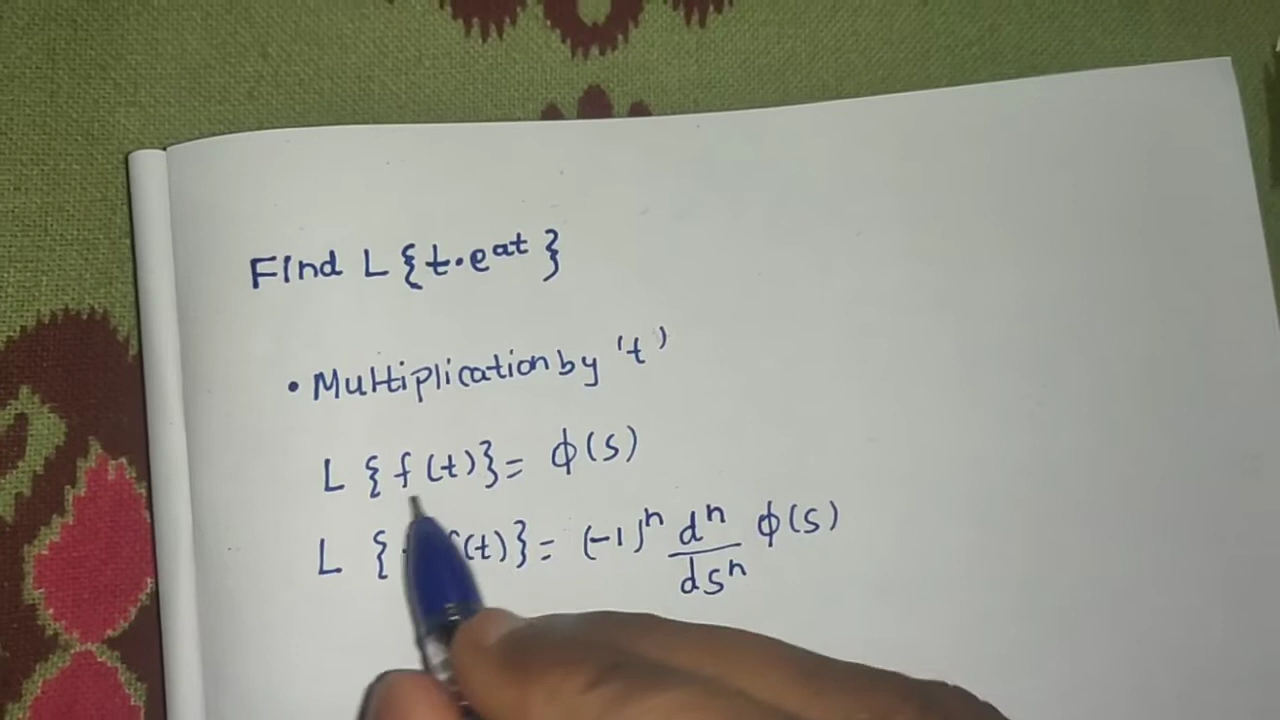 Find L{t.e^at}
• Multiplication by 't'
L {f(t)} = ϕ(s)
L { f(t)} = (-1)^n d^n/ds^n ϕ(s)